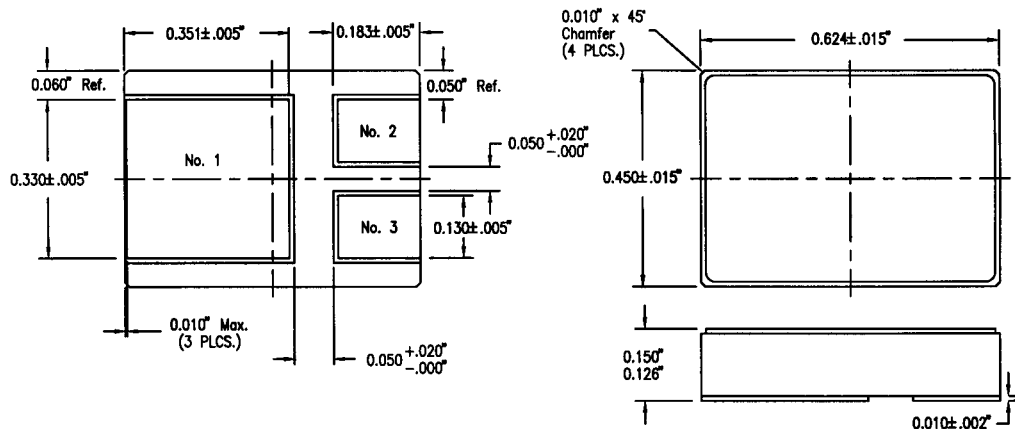 0.351±.005"
0.183±.005"
0.060" Ref.
0.050" Ref.
No. 1
No. 2
No. 3
0.050 +.020" -.000"
0.330±.005"
0.130±.005"
0.010" Max.
(3 PLCS.)
0.050 +.020" -.000"
0.010" x 45°
Chamfer
(4 PLCS.)
0.624±.015"
0.450±.015"
0.150"
0.126"
0.010±.002"